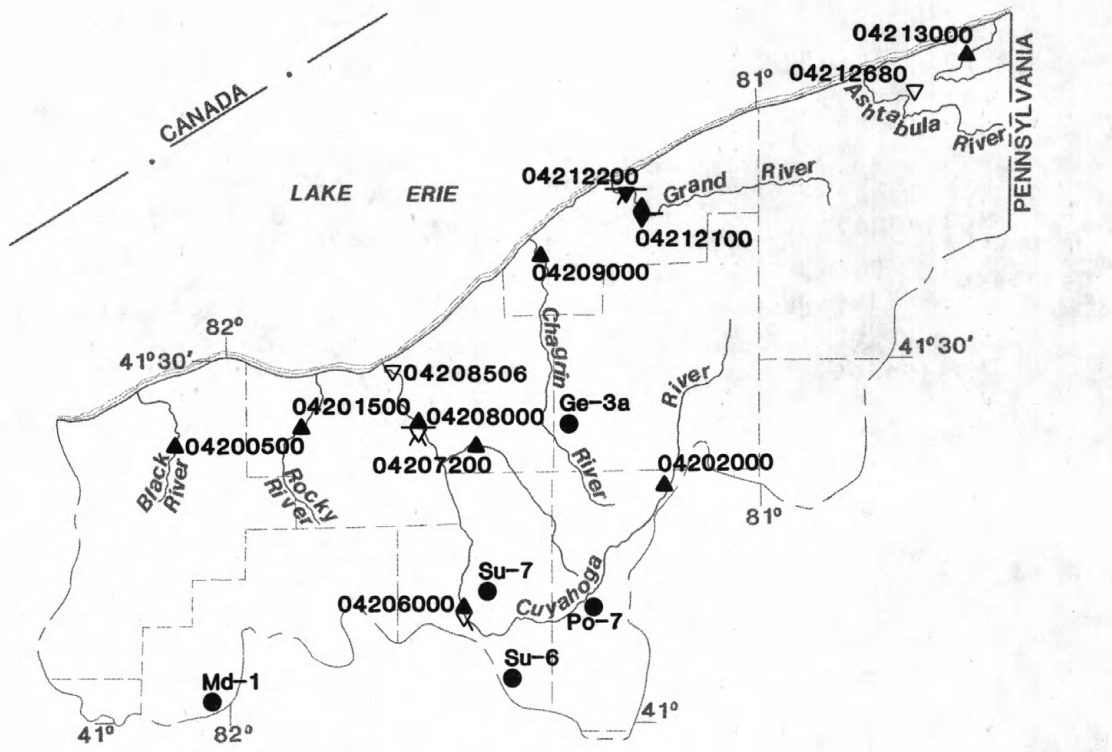 04213000
04212680
81°
CANADA
Ashtabula
River
PENNSYLVANIA
LAKE ERIE
04212200
Grand River
04212100
04209000
82°
41°30'
41°30'
Chagrin
River
River
04208506
04201500
04208000
Ge-3a
04200500
04207200
04202000
Black
River
Rocky
River
81°
Su-7
04206000
Cuyahoga
Po-7
Su-6
Md-1
41°
82°
41°